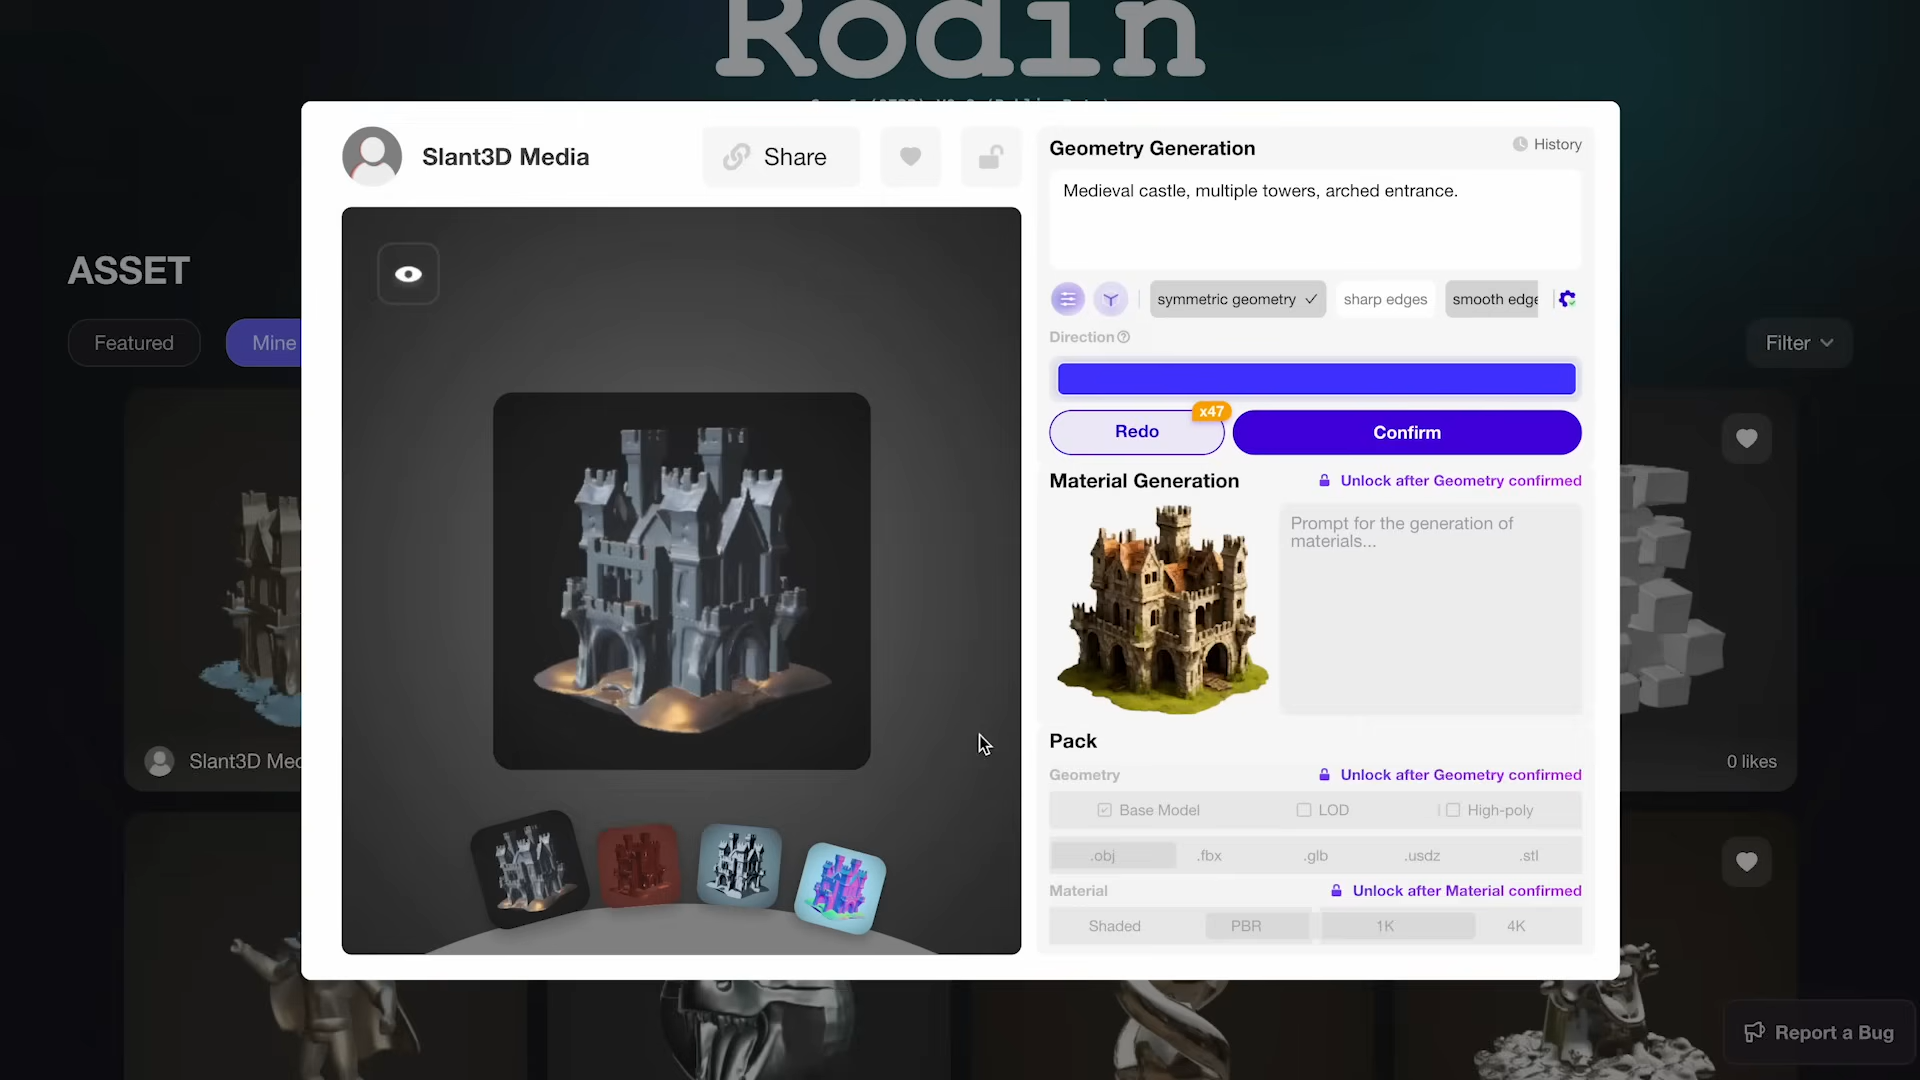 Rodin
ASSET
Featured
Mine
Filter
Slant3D Media
Share
Geometry Generation
History
Medieval castle, multiple towers, arched entrance.
symmetric geometry
sharp edges
smooth edge
Direction
x47
Redo
Confirm
Material Generation
Unlock after Geometry confirmed
Prompt for the generation of
materials...
Pack
Geometry
Unlock after Geometry confirmed
Base Model
LOD
High-poly
.obj
.fbx
.glb
.usdz
.stl
Material
Unlock after Material confirmed
Shaded
PBR
1K
4K
Slant3D Med
0 likes
Report a Bug